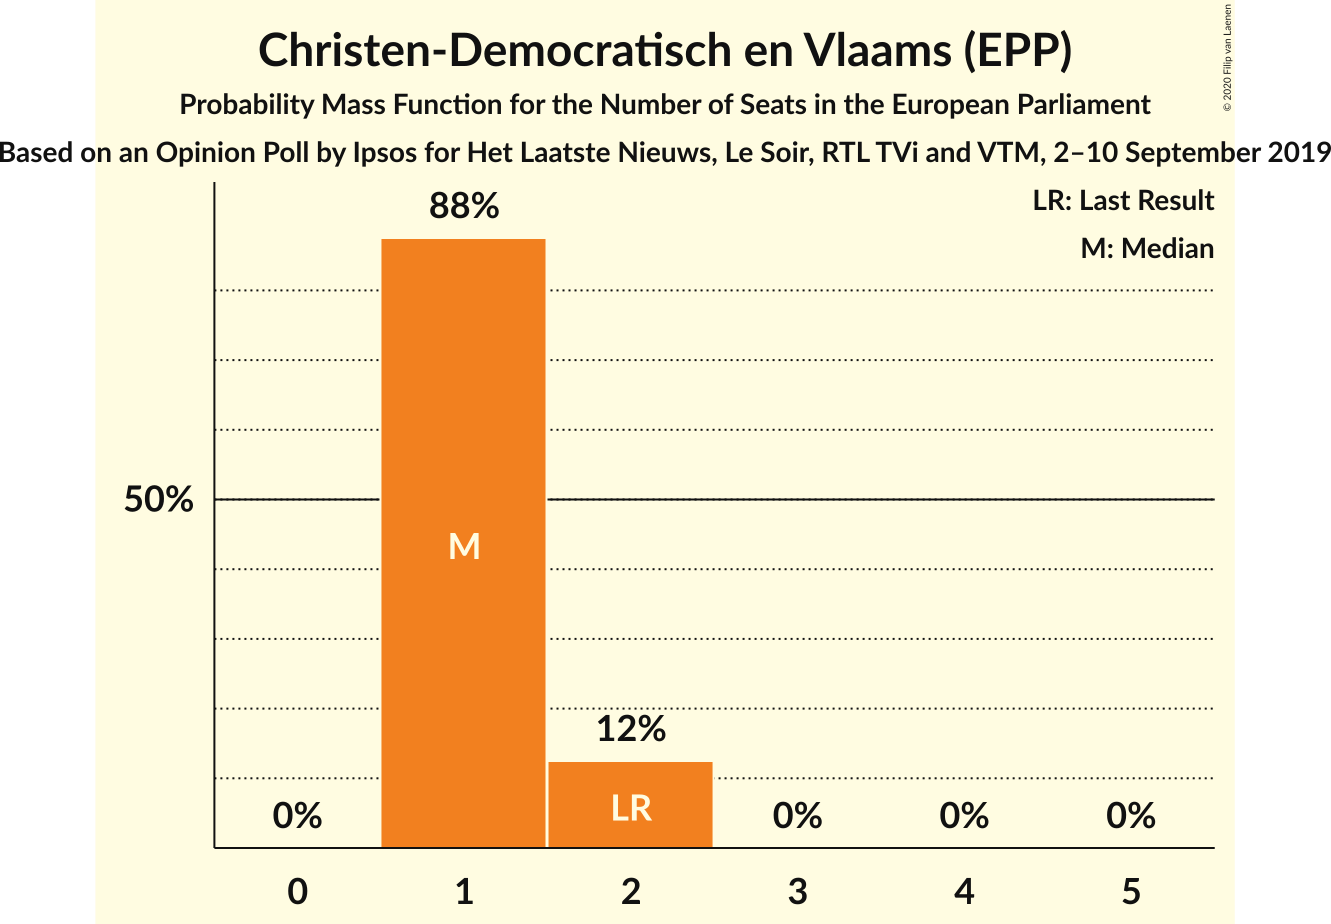 Christen-Democratisch en Vlaams (EPP)
Probability Mass Function for the Number of Seats in the European Parliament
Based on an Opinion Poll by Ipsos for Het Laatste Nieuws, Le Soir, RTL TVi and VTM, 2–10 September 2019
© 2020 Filip van Laenen
LR: Last Result
M: Median
88%
50%
M
12%
LR
0%
0%
0%
0%
0 1 2 3 4 5